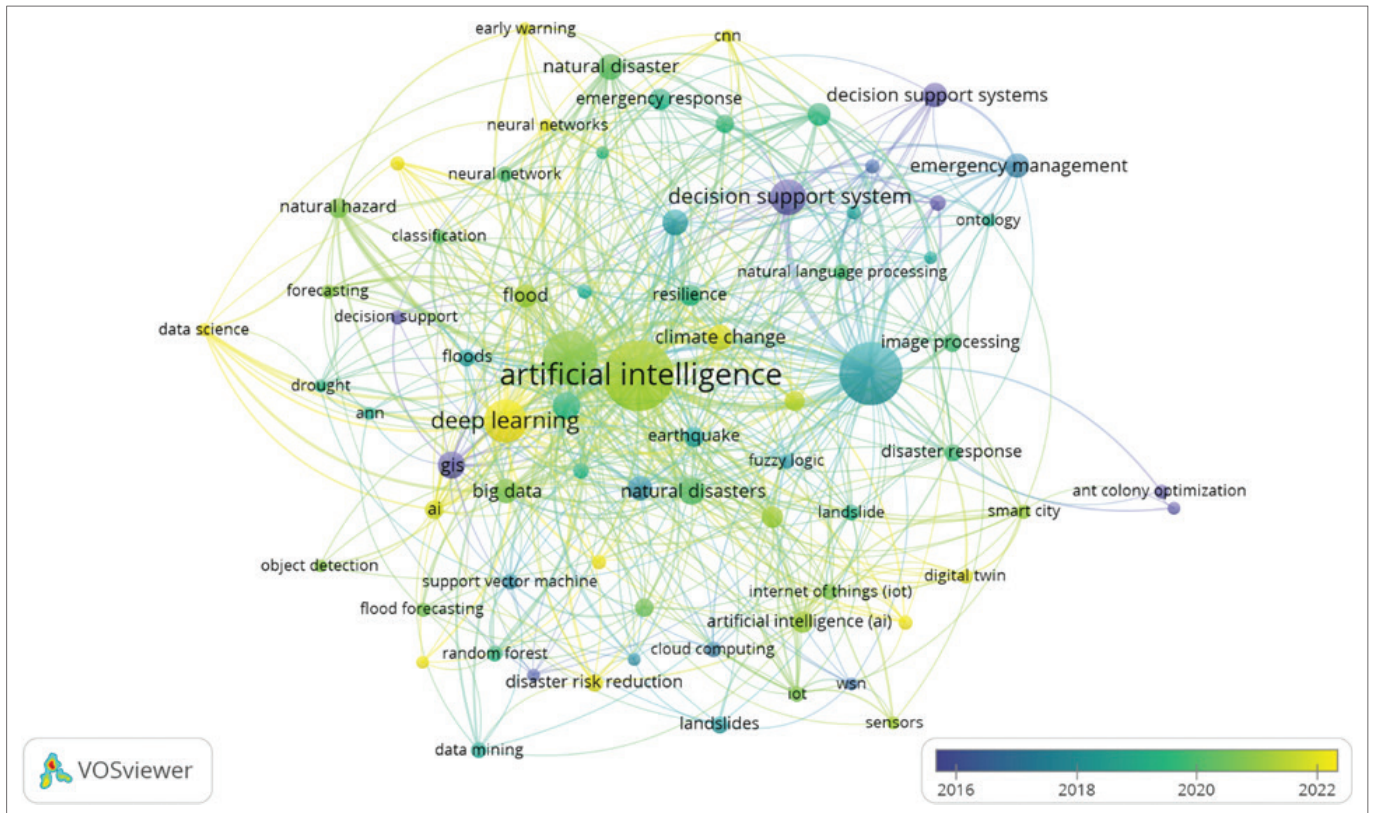 early warning
cnn
natural disaster
decision support systems
emergency response
neural networks
emergency management
neural network
decision support system
natural hazard
ontology
classification
natural language processing
forecasting
flood
resilience
decision support
data science
climate change
image processing
floods
artificial intelligence
drought
ann
deep learning
earthquake
disaster response
fuzzy logic
gis
big data
natural disasters
ant colony optimization
ai
landslide
smart city
object detection
support vector machine
digital twin
internet of things (iot)
flood forecasting
artificial intelligence (ai)
random forest
cloud computing
disaster risk reduction
wsn
iot
landslides
sensors
data mining
VOSviewer
2016 2018 2020 2022